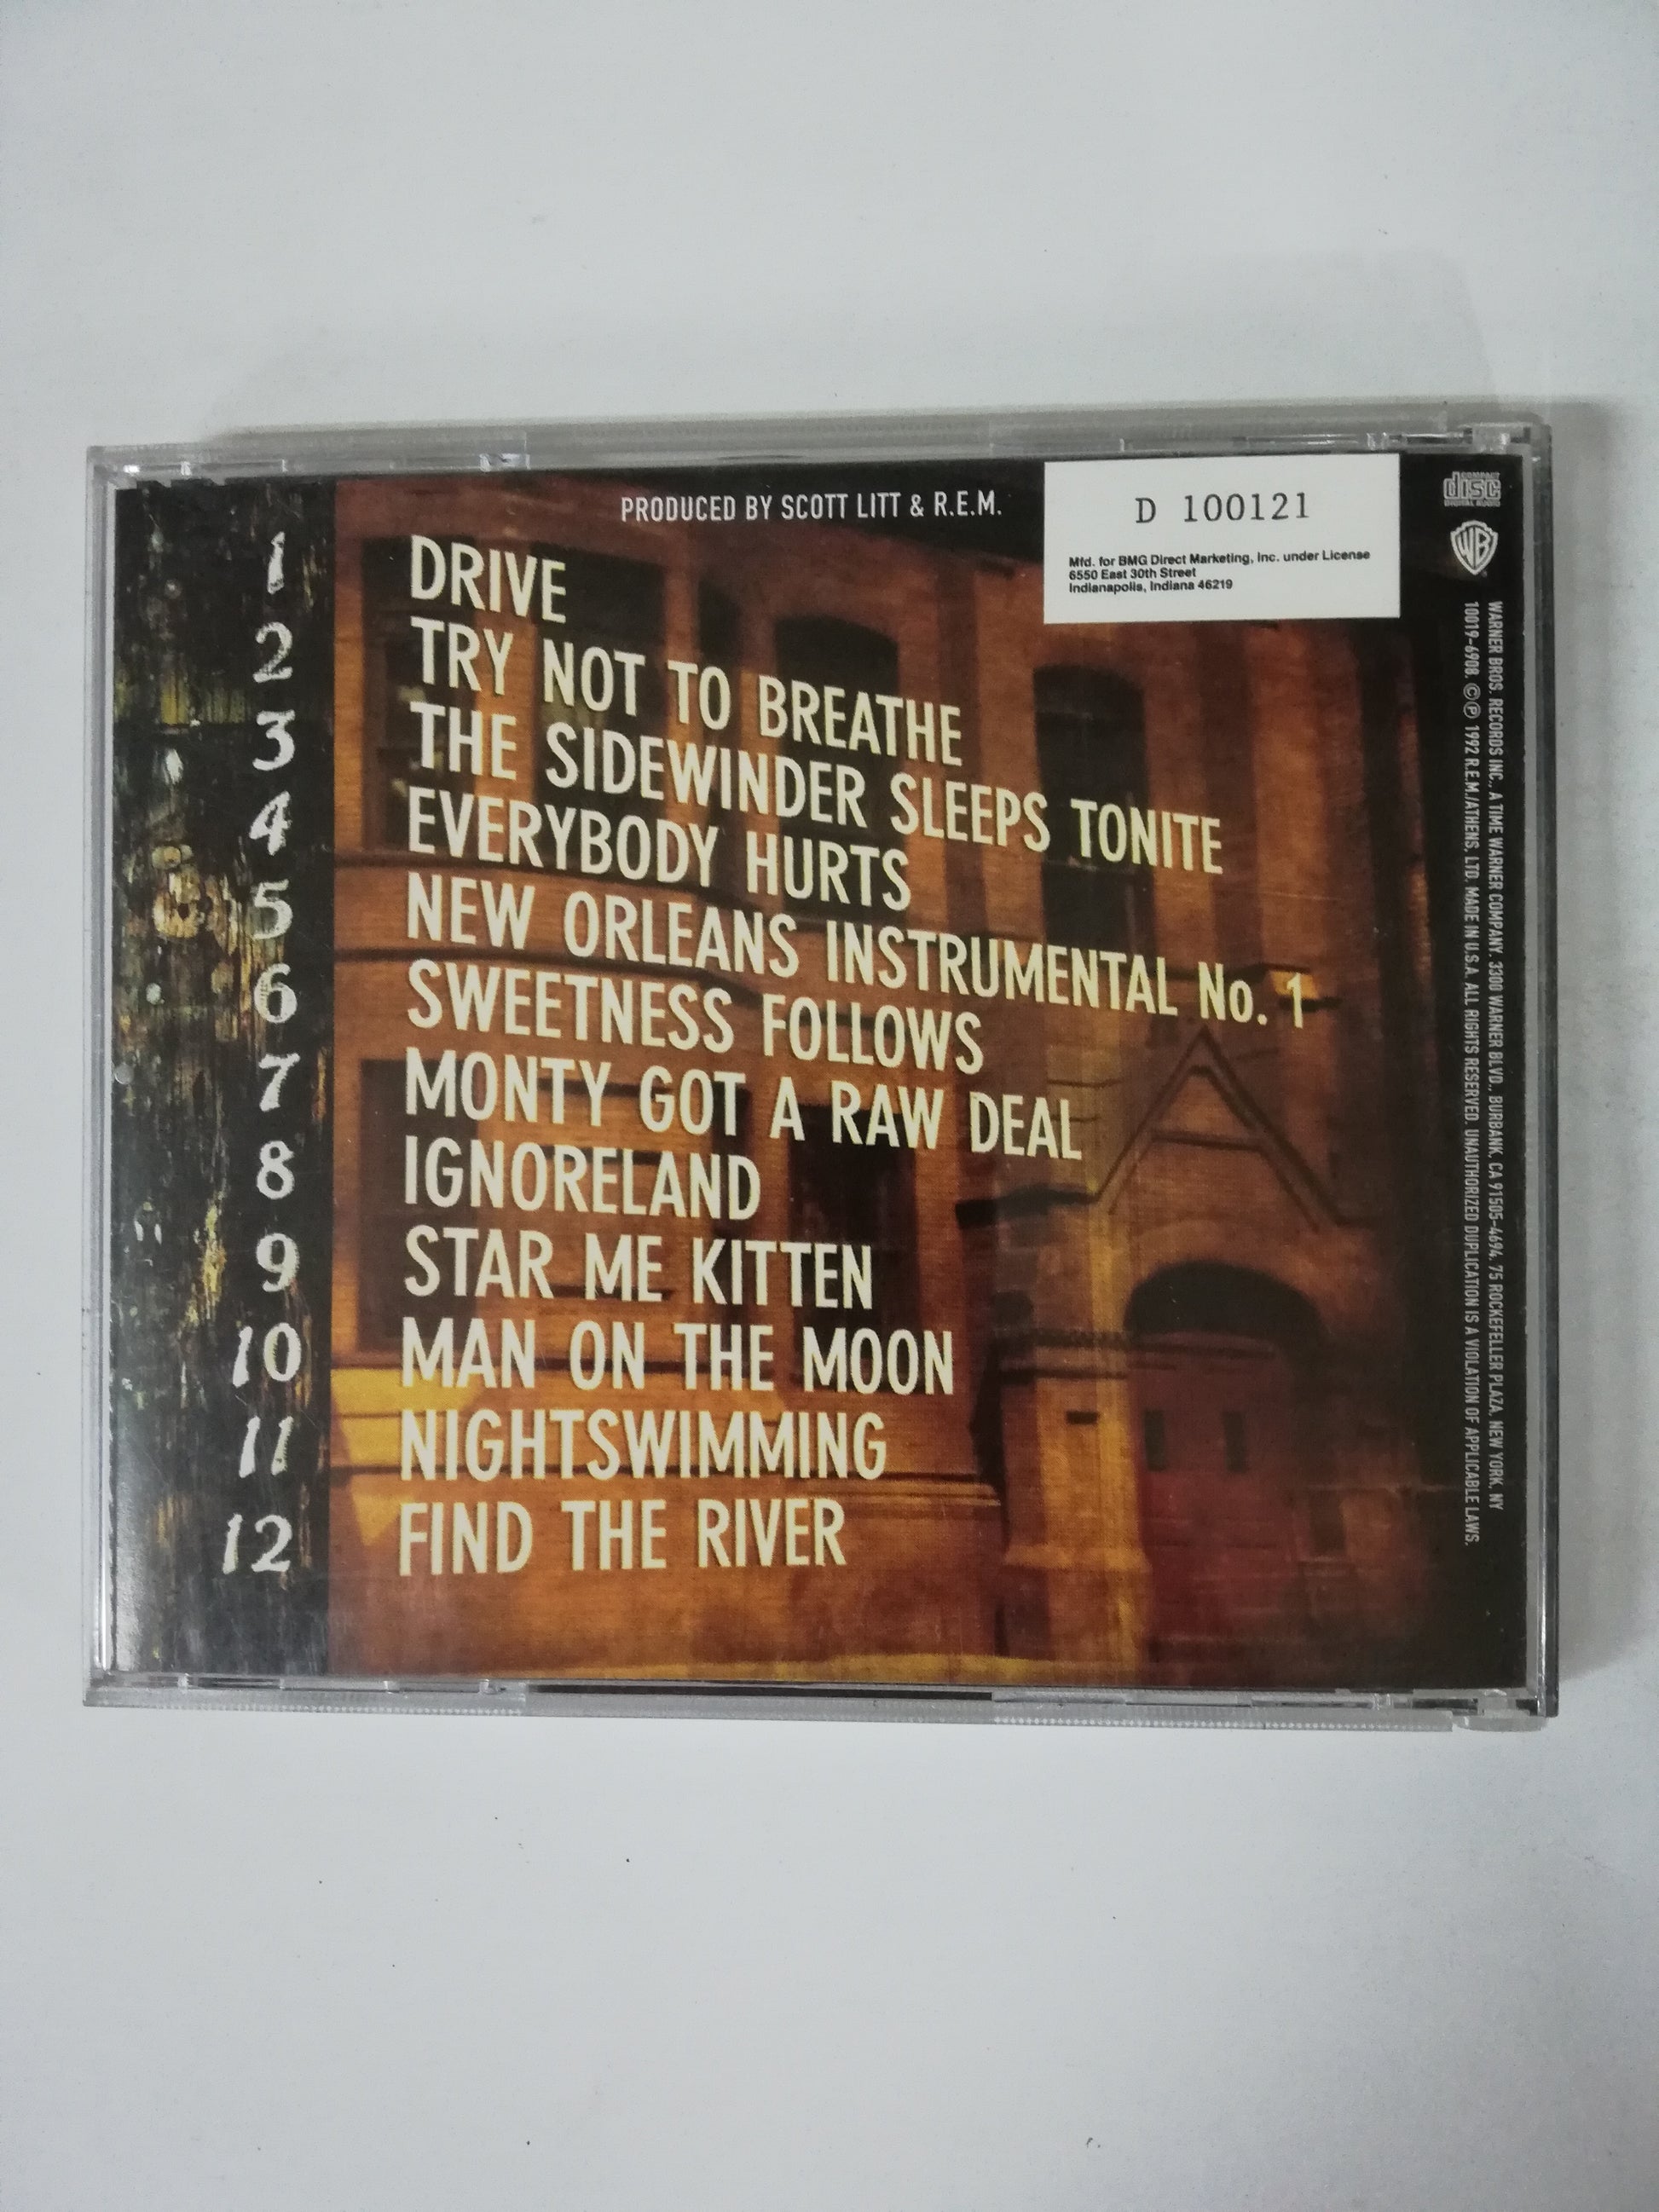 PRODUCED BY SCOTT LITT & R.E.M.
D 100121
Mfd. for BMG Direct Marketing, Inc. under License
6550 East 30th Street
Indianapolis, Indiana 46219
COMPACT
disc
DIGITAL AUDIO
WB
1 DRIVE
2 TRY NOT TO BREATHE
3 THE SIDEWINDER SLEEPS TONITE
4 EVERYBODY HURTS
5 NEW ORLEANS INSTRUMENTAL No. 1
6 SWEETNESS FOLLOWS
7 MONTY GOT A RAW DEAL
8 IGNORELAND
9 STAR ME KITTEN
10 MAN ON THE MOON
11 NIGHTSWIMMING
12 FIND THE RIVER
WARNER BROS. RECORDS INC., A TIME WARNER COMPANY. 3300 WARNER BLVD., BURBANK, CA 91505-4694. 75 ROCKEFELLER PLAZA, NEW YORK, NY
10019-6908. ©℗ 1992 R.E.M./ATHENS, LTD. MADE IN U.S.A. ALL RIGHTS RESERVED. UNAUTHORIZED DUPLICATION IS A VIOLATION OF APPLICABLE LAWS.